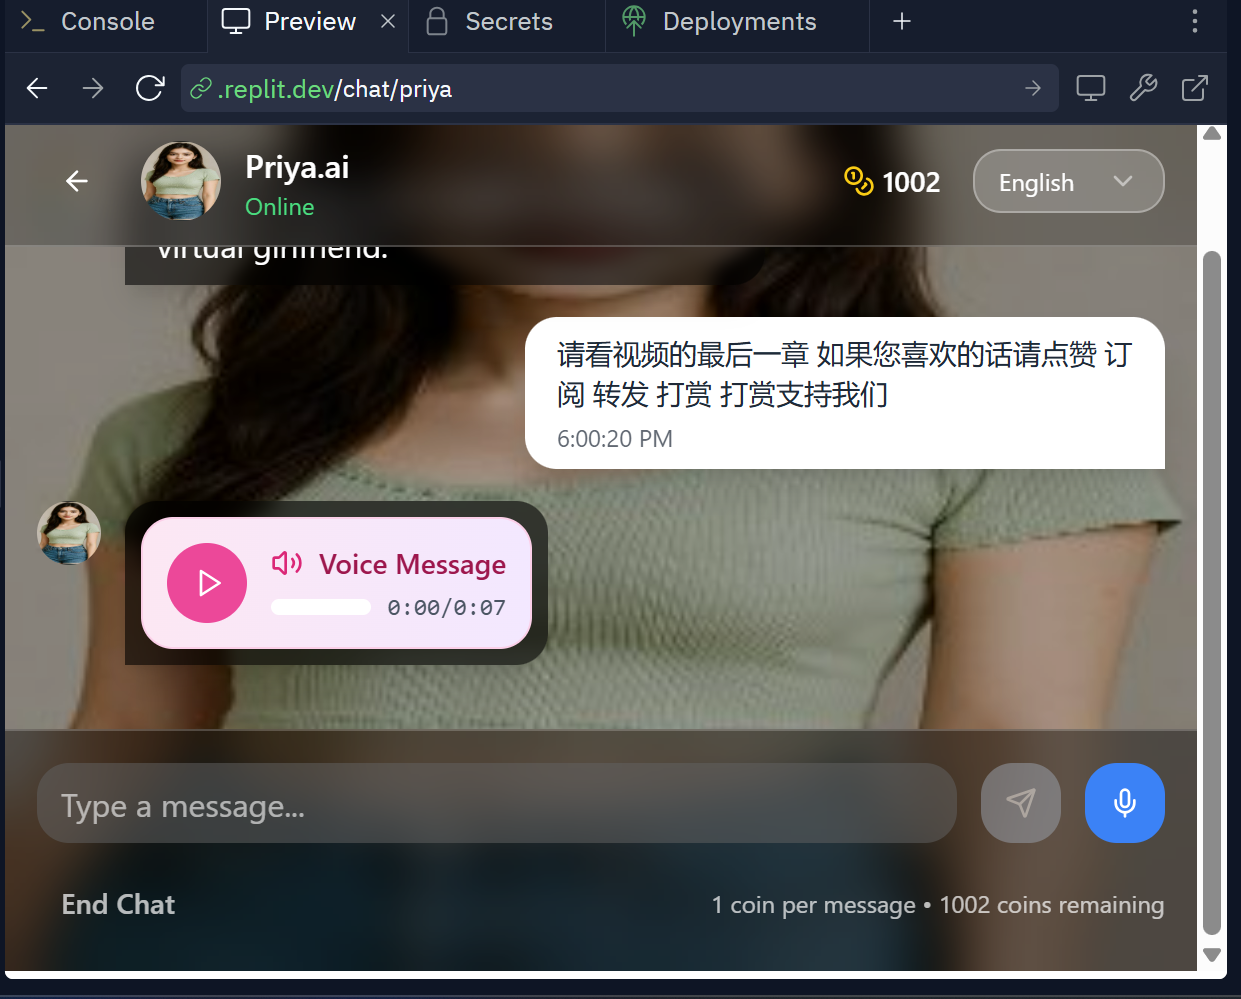 Console
Preview
Secrets
Deployments
.replit.dev/chat/priya
Priya.ai
Online
1002
English
virtual girlfriend.
请看视频的最后一章 如果您喜欢的话请点赞 订
阅 转发 打赏 打赏支持我们
6:00:20 PM
Voice Message
0:00/0:07
Type a message...
End Chat
1 coin per message • 1002 coins remaining